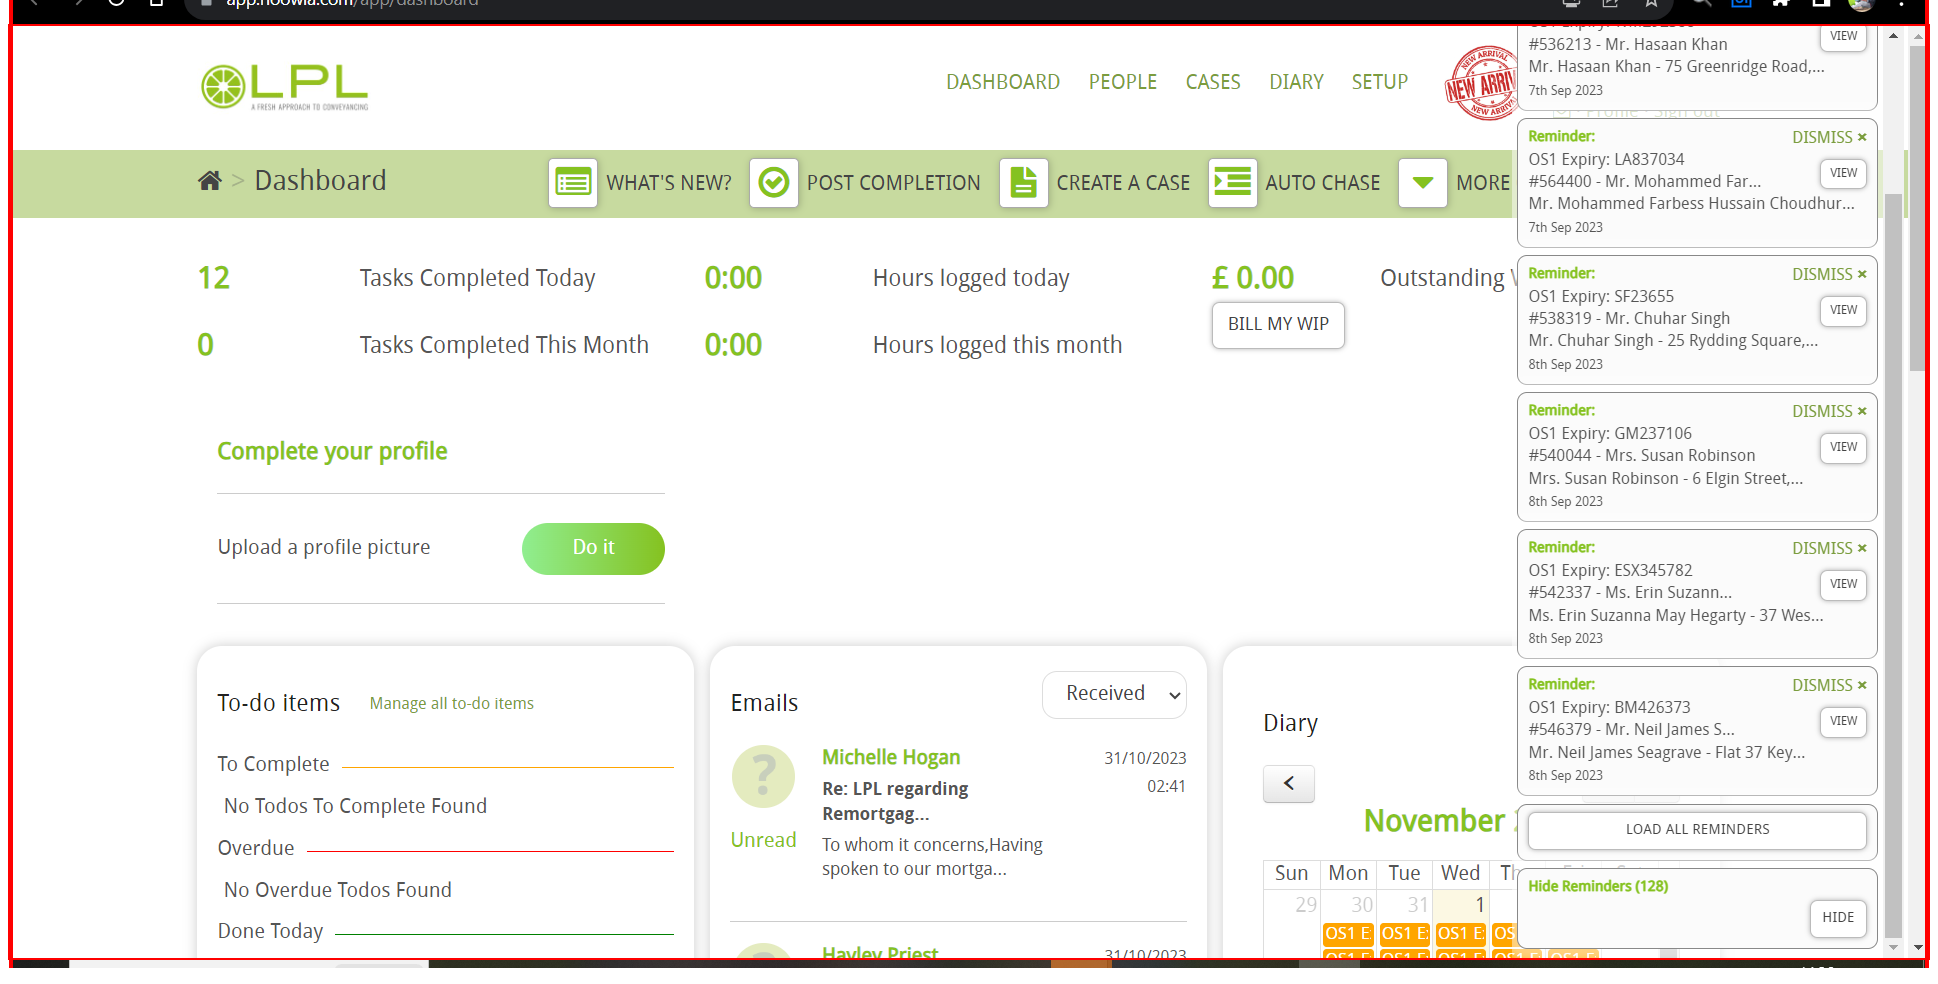 app.hoowla.com/app/dashboard
LPL
A FRESH APPROACH TO CONVEYANCING
DASHBOARD PEOPLE CASES DIARY SETUP
NEW ARRIVAL
> Dashboard
WHAT'S NEW? POST COMPLETION CREATE A CASE AUTO CHASE MORE
12 Tasks Completed Today 0:00 Hours logged today £ 0.00 Outstanding
BILL MY WIP
0 Tasks Completed This Month 0:00 Hours logged this month
Complete your profile
Upload a profile picture Do it
To-do items Manage all to-do items
To Complete
No Todos To Complete Found
Overdue
No Overdue Todos Found
Done Today
Emails Received
Michelle Hogan 31/10/2023
02:41
Re: LPL regarding
Remortgag...
Unread
To whom it concerns,Having
spoken to our mortga...
Hayley Priest 31/10/2023
Diary
November
Sun Mon Tue Wed
29 30 31 1
OS1 E OS1 E OS1 E OS
OS1 E OS1 E OS1 E
#536213 - Mr. Hasaan Khan VIEW
Mr. Hasaan Khan - 75 Greenridge Road,...
7th Sep 2023
Profile Sign out
Reminder: DISMISS ×
OS1 Expiry: LA837034
#564400 - Mr. Mohammed Far... VIEW
Mr. Mohammed Farbess Hussain Choudhur...
7th Sep 2023
Reminder: DISMISS ×
OS1 Expiry: SF23655
#538319 - Mr. Chuhar Singh VIEW
Mr. Chuhar Singh - 25 Rydding Square,...
8th Sep 2023
Reminder: DISMISS ×
OS1 Expiry: GM237106
#540044 - Mrs. Susan Robinson VIEW
Mrs. Susan Robinson - 6 Elgin Street,...
8th Sep 2023
Reminder: DISMISS ×
OS1 Expiry: ESX345782
#542337 - Ms. Erin Suzann... VIEW
Ms. Erin Suzanna May Hegarty - 37 Wes...
8th Sep 2023
Reminder: DISMISS ×
OS1 Expiry: BM426373
#546379 - Mr. Neil James S... VIEW
Mr. Neil James Seagrave - Flat 37 Key...
8th Sep 2023
LOAD ALL REMINDERS
Hide Reminders (128)
HIDE